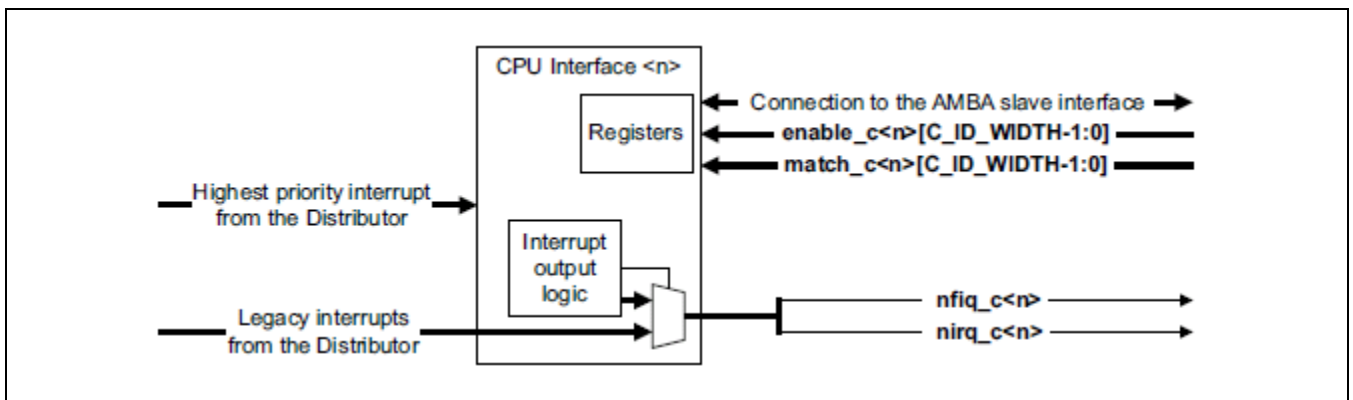 CPU Interface <n>
Registers
Connection to the AMBA slave interface
enable_c<n>[C_ID_WIDTH-1:0]
match_c<n>[C_ID_WIDTH-1:0]
Highest priority interrupt
from the Distributor
Interrupt
output
logic
Legacy interrupts
from the Distributor
nfiq_c<n>
nirq_c<n>